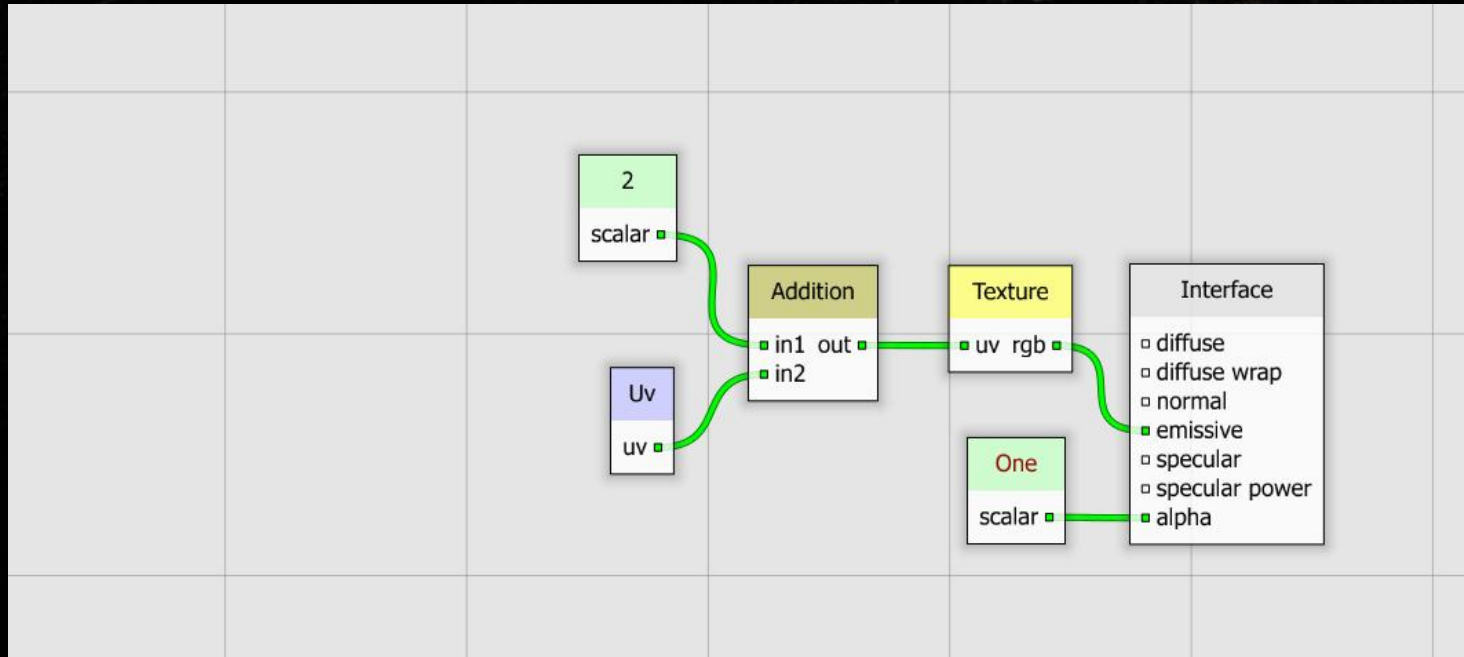 2
scalar
Addition
in1 out
in2
Uv
uv
Texture
uv rgb
One
scalar
Interface
diffuse
diffuse wrap
normal
emissive
specular
specular power
alpha